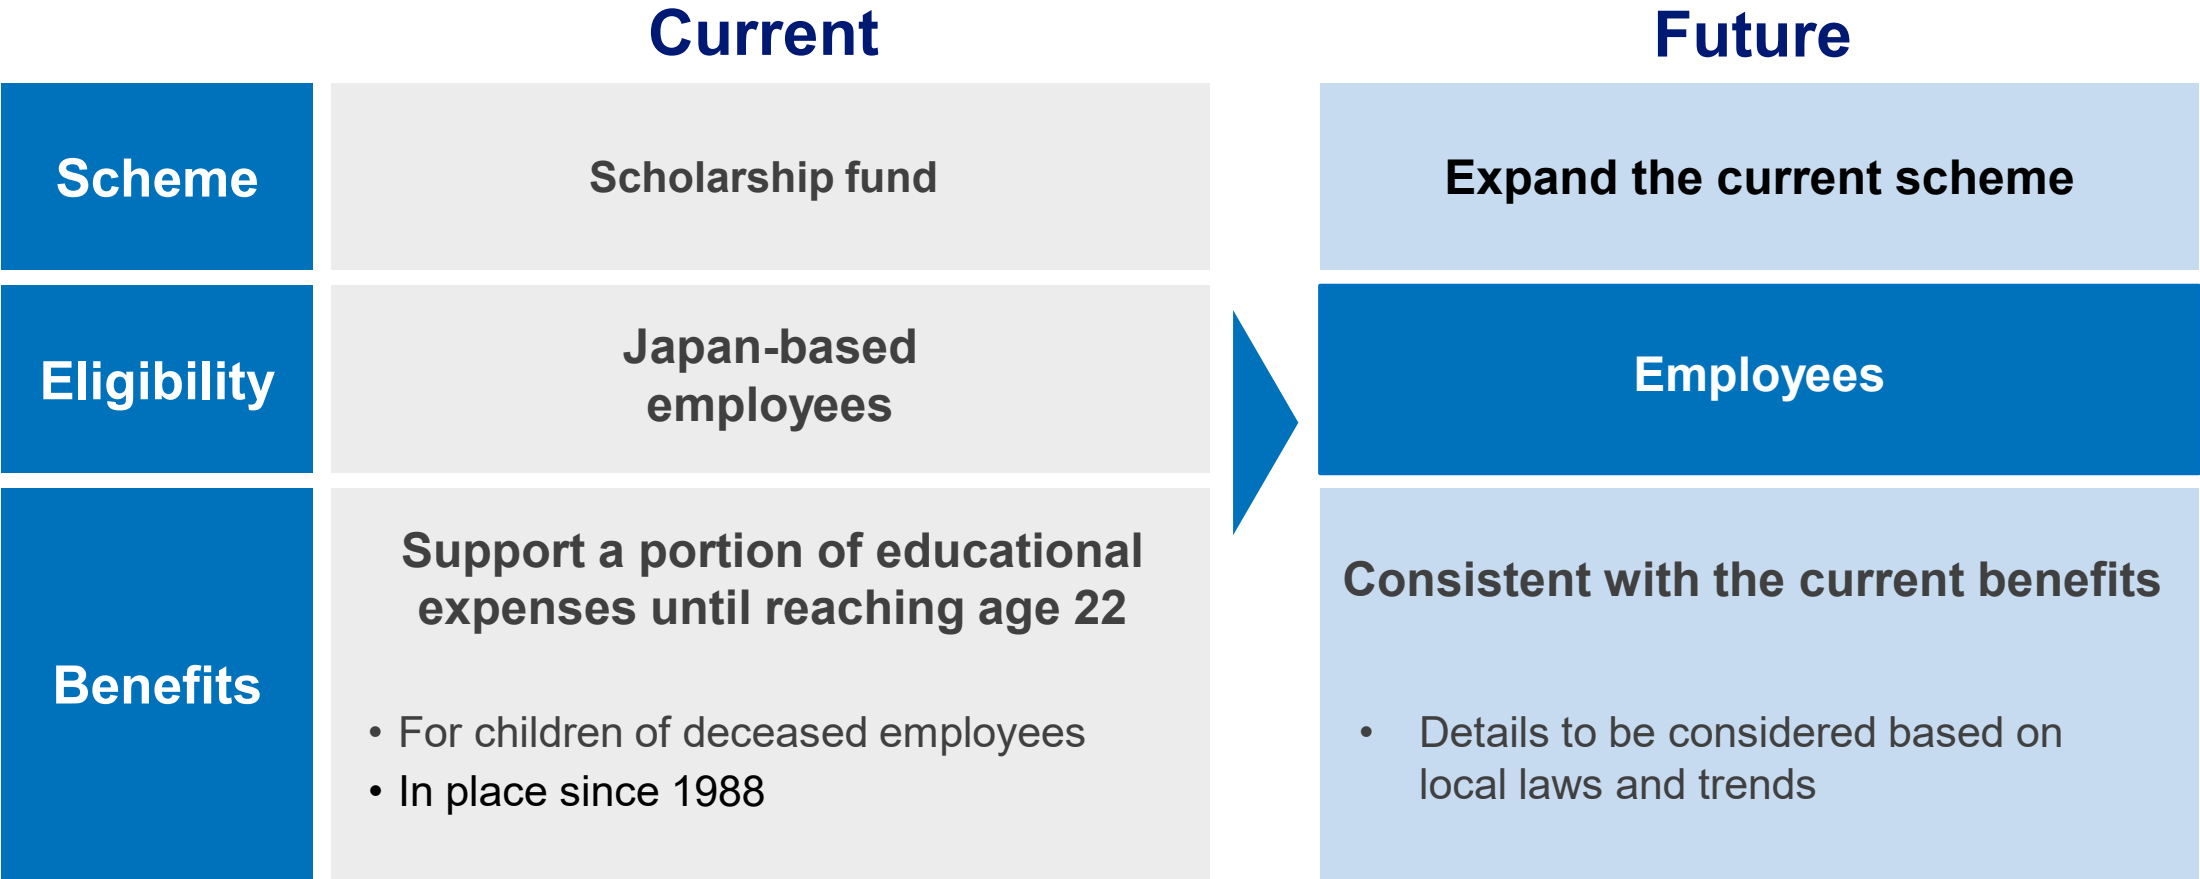 Current
Future
Scheme
Scholarship fund
Expand the current scheme
Eligibility
Japan-based
employees
Employees
Benefits
Support a portion of educational
expenses until reaching age 22
• For children of deceased employees
• In place since 1988
Consistent with the current benefits
• Details to be considered based on
local laws and trends